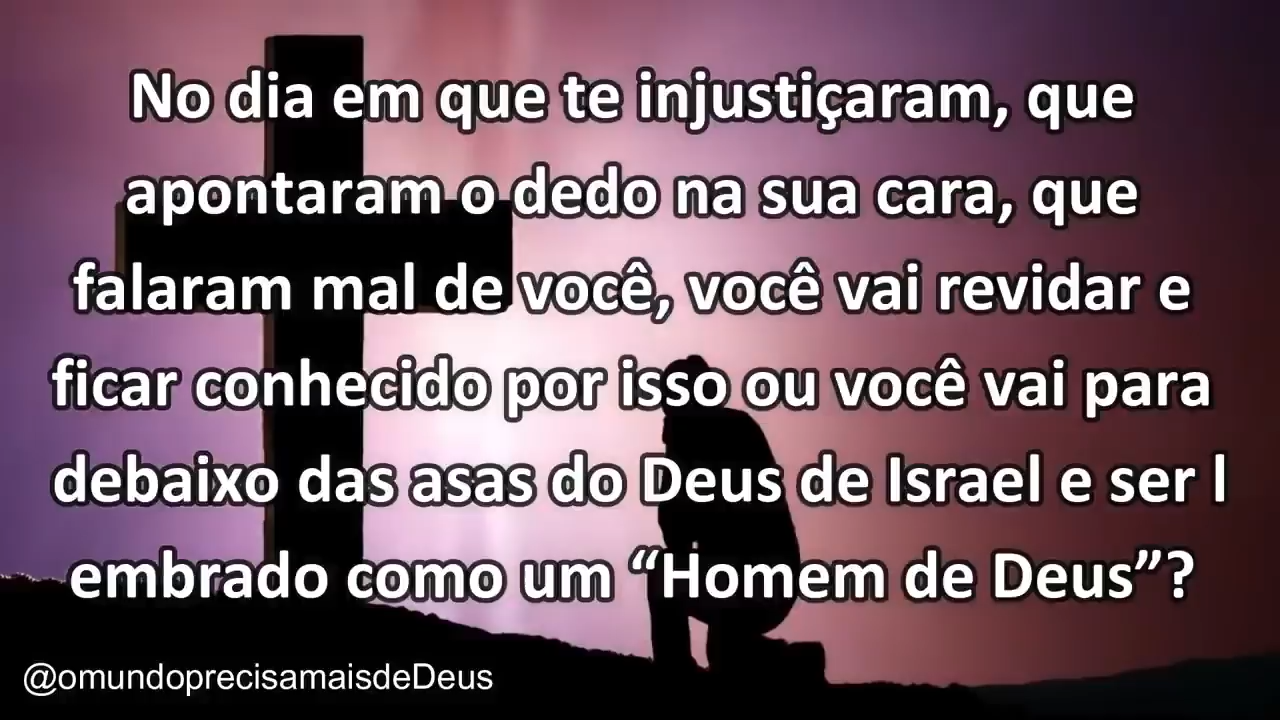 No dia em que te injustiçaram, que
apontaram o dedo na sua cara, que
falaram mal de você, você vai revidar e
ficar conhecido por isso ou você vai para
debaixo das asas do Deus de Israel e ser l
embrado como um “Homem de Deus”?
@omundoprecisamaisdeDeus